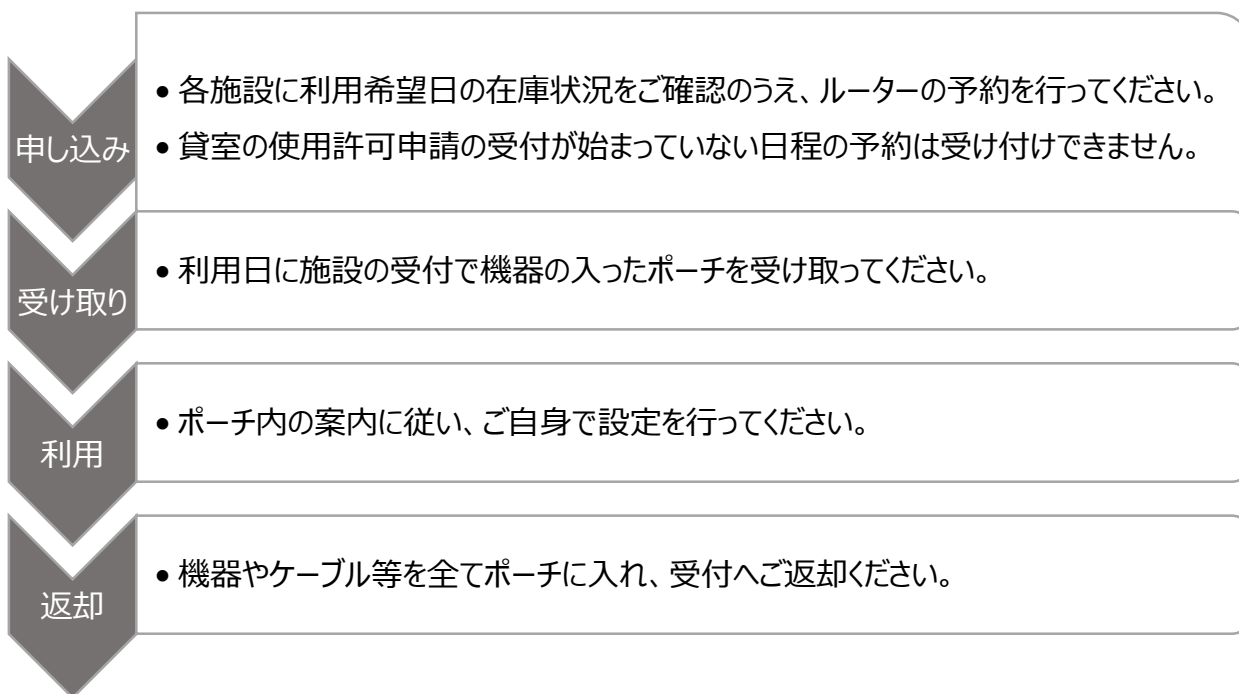 申し込み
• 各施設に利用希望日の在庫状況をご確認のうえ、ルーターの予約を行ってください。
• 貸室の使用許可申請の受付が始まっていない日程の予約は受け付けできません。
受け取り
• 利用日に施設の受付で機器の入ったポーチを受け取ってください。
利用
• ポーチ内の案内に従い、ご自身で設定を行ってください。
返却
• 機器やケーブル等を全てポーチに入れ、受付へご返却ください。